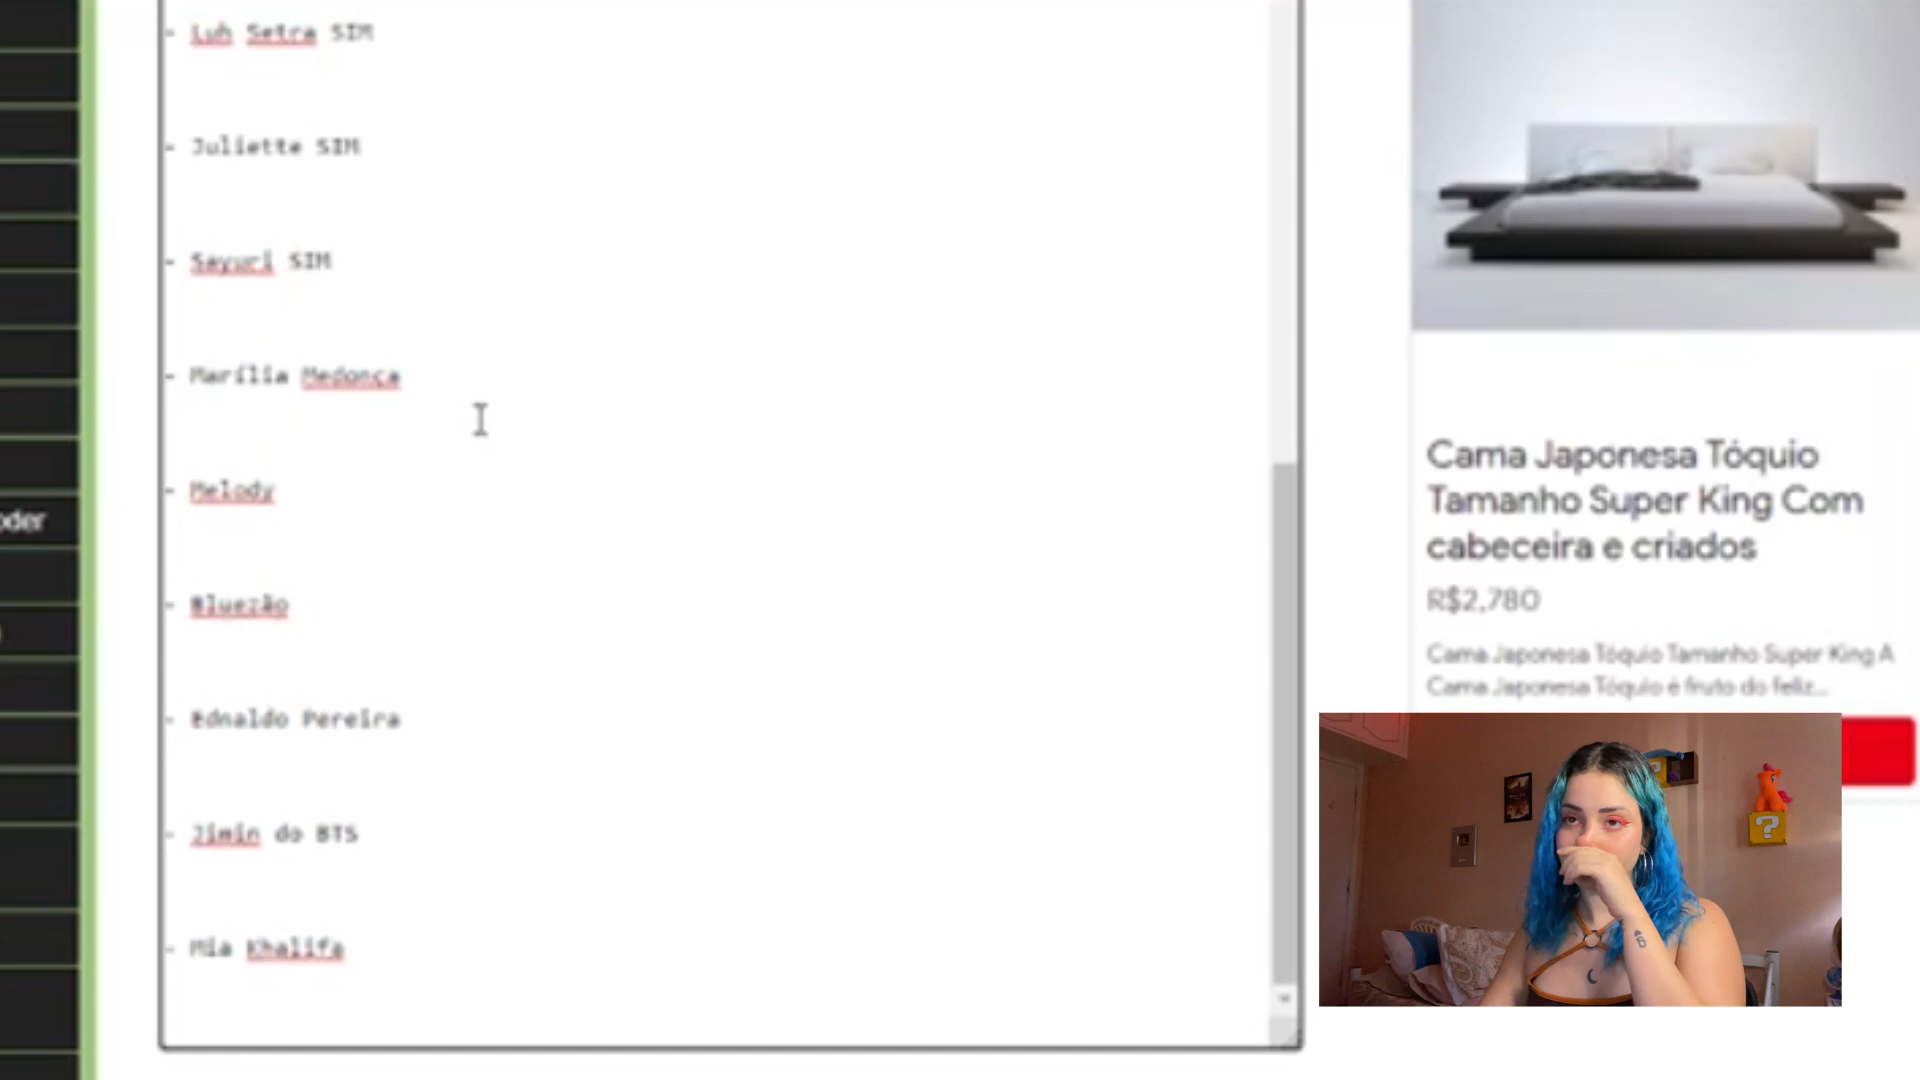 - Luh Setra SIM
- Juliette SIM
- Sayuri SIM
- Marília Medonça
- Melody
- Bluezão
- Ednaldo Pereira
- Jimin do BTS
- Mia Khalifa
oder
Cama Japonesa Tóquio
Tamanho Super King Com
cabeceira e criados
R$2,780
Cama Japonesa Tóquio Tamanho Super King A
Cama Japonesa Tóquio é fruto do feliz...
?